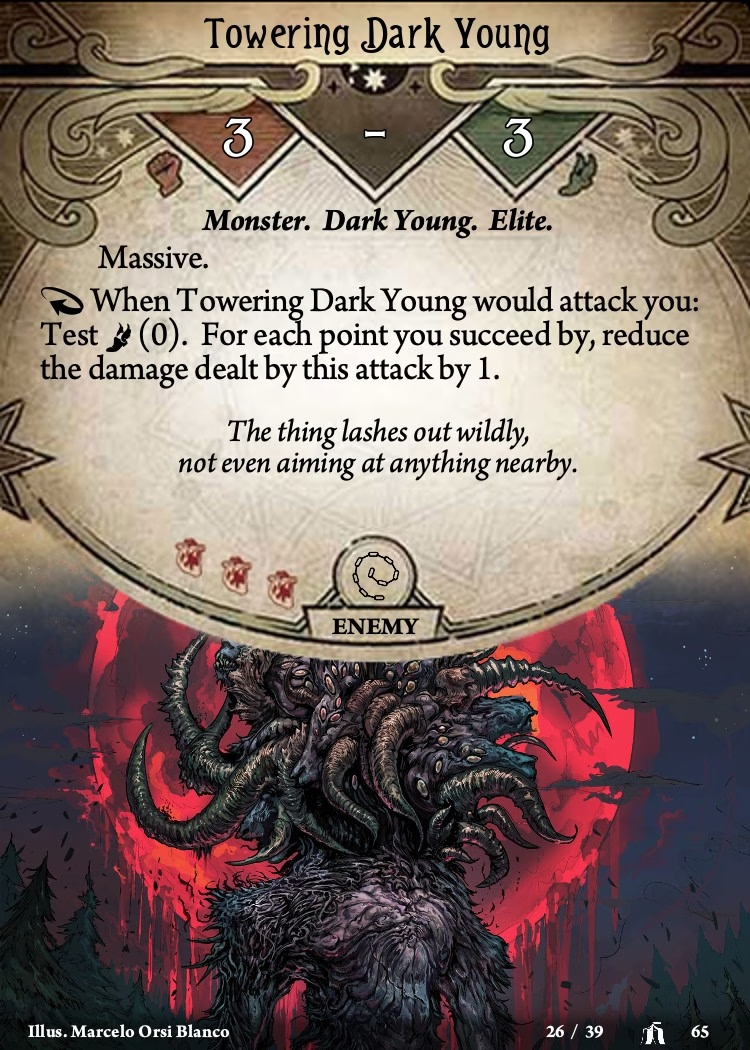 Towering Dark Young
3
–
3
Monster. Dark Young. Elite.
Massive.
When Towering Dark Young would attack you:
Test (0). For each point you succeed by, reduce
the damage dealt by this attack by 1.
The thing lashes out wildly,
not even aiming at anything nearby.
ENEMY
Illus. Marcelo Orsi Blanco
26 / 39
65